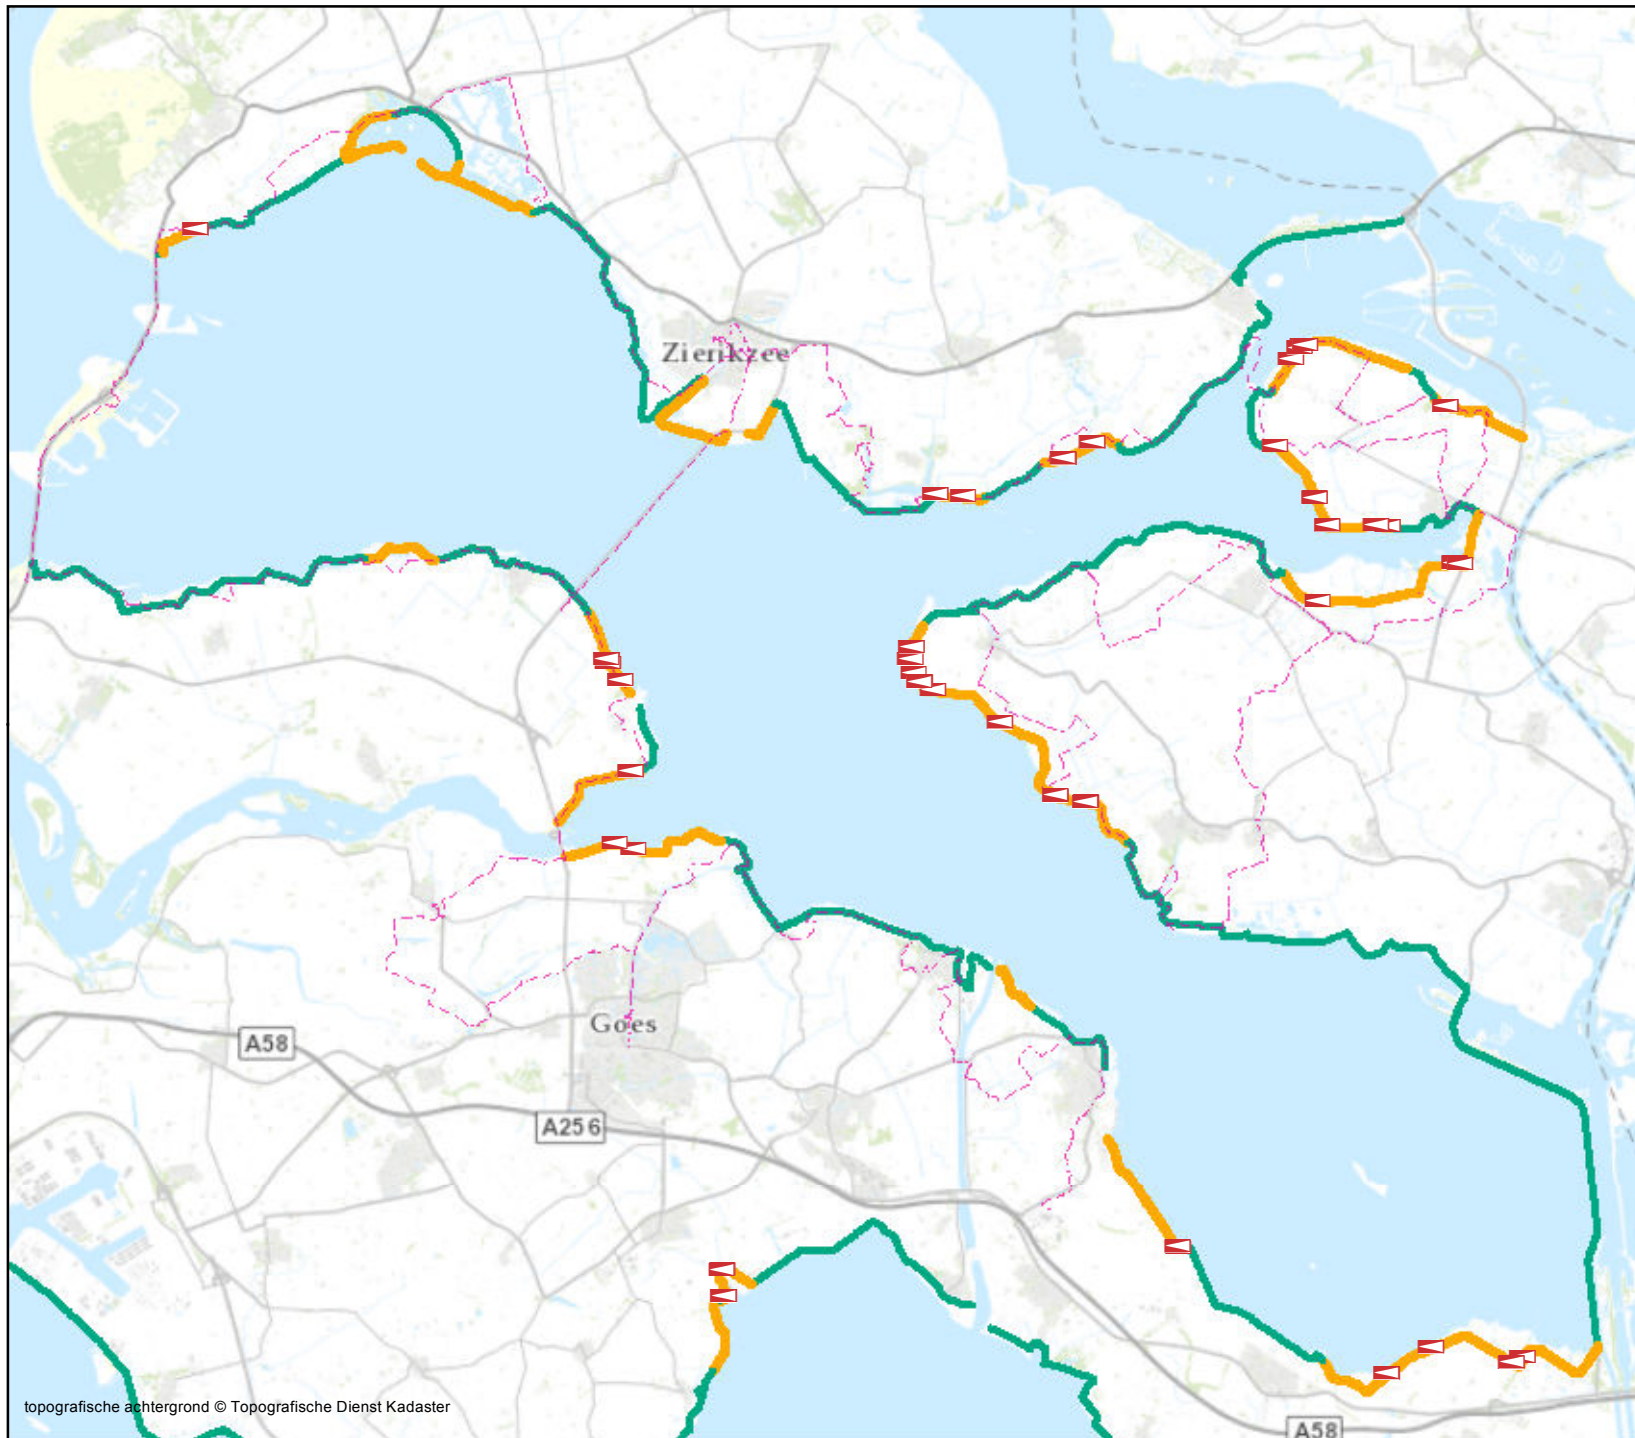 Zierikzee
Goes
A58
A256
topografische achtergrond © Topografische Dienst Kadaster
A58